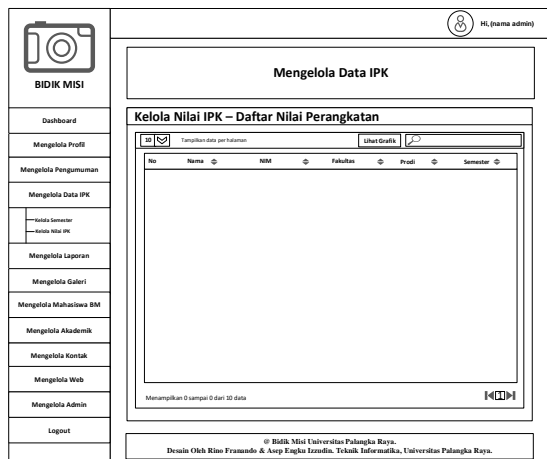 Hi, (nama admin)
BIDIK MISI
Dashboard
Mengelola Profil
Mengelola Pengumuman
Mengelola Data IPK
Kelola Semester
Kelola Nilai IPK
Mengelola Laporan
Mengelola Galeri
Mengelola Mahasiswa BM
Mengelola Akademik
Mengelola Kontak
Mengelola Web
Mengelola Admin
Logout
Mengelola Data IPK
Kelola Nilai IPK – Daftar Nilai Perangkatan
10 Tampilkan data per halaman Lihat Grafik
No Nama NIM Fakultas Prodi Semester
Menampilkan 0 sampai 0 dari 10 data 1
@ Bidik Misi Universitas Palangka Raya.
Desain Oleh Rino Franando & Asep Engku Izzudin, Teknik Informatika, Universitas Palangka Raya.